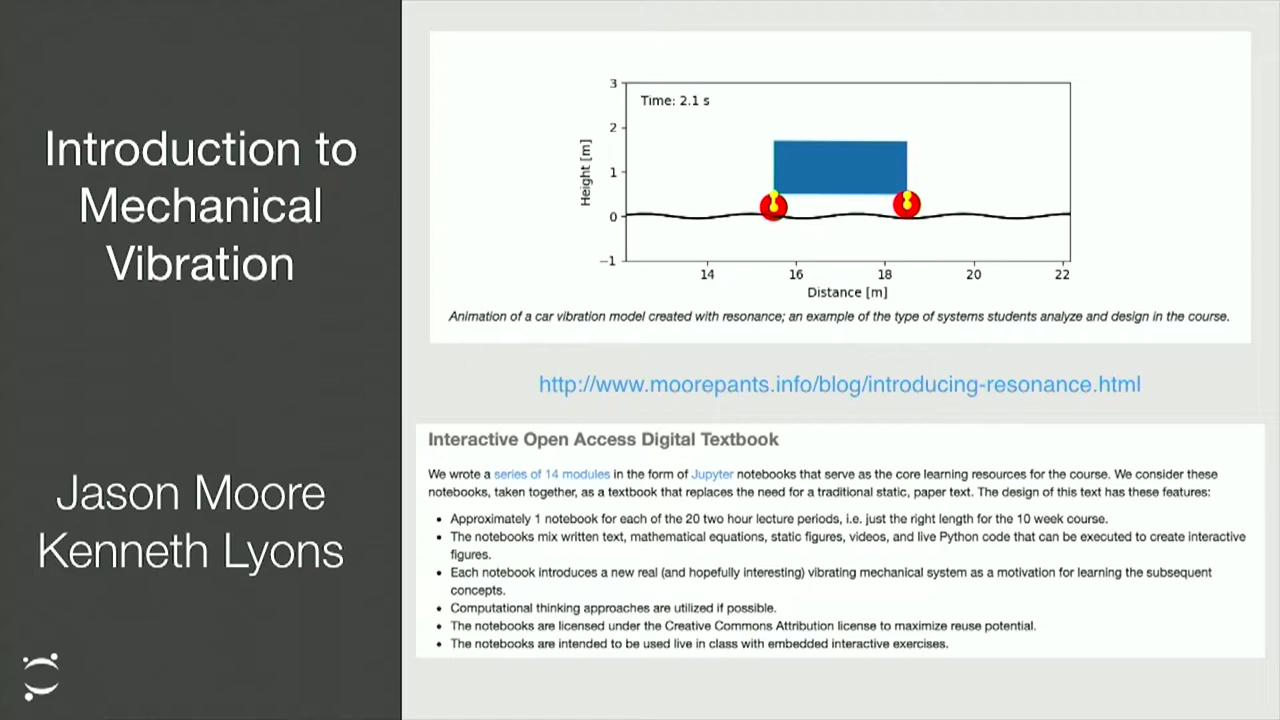 Introduction to
Mechanical
Vibration
Jason Moore
Kenneth Lyons
Time: 2.1 s
3
2
1
0
−1
Height [m]
14 16 18 20 22
Distance [m]
Animation of a car vibration model created with resonance; an example of the type of systems students analyze and design in the course.
http://www.moorepants.info/blog/introducing-resonance.html
Interactive Open Access Digital Textbook
We wrote a series of 14 modules in the form of Jupyter notebooks that serve as the core learning resources for the course. We consider these
notebooks, taken together, as a textbook that replaces the need for a traditional static, paper text. The design of this text has these features:
• Approximately 1 notebook for each of the 20 two hour lecture periods, i.e. just the right length for the 10 week course.
• The notebooks mix written text, mathematical equations, static figures, videos, and live Python code that can be executed to create interactive
figures.
• Each notebook introduces a new real (and hopefully interesting) vibrating mechanical system as a motivation for learning the subsequent
concepts.
• Computational thinking approaches are utilized if possible.
• The notebooks are licensed under the Creative Commons Attribution license to maximize reuse potential.
• The notebooks are intended to be used live in class with embedded interactive exercises.